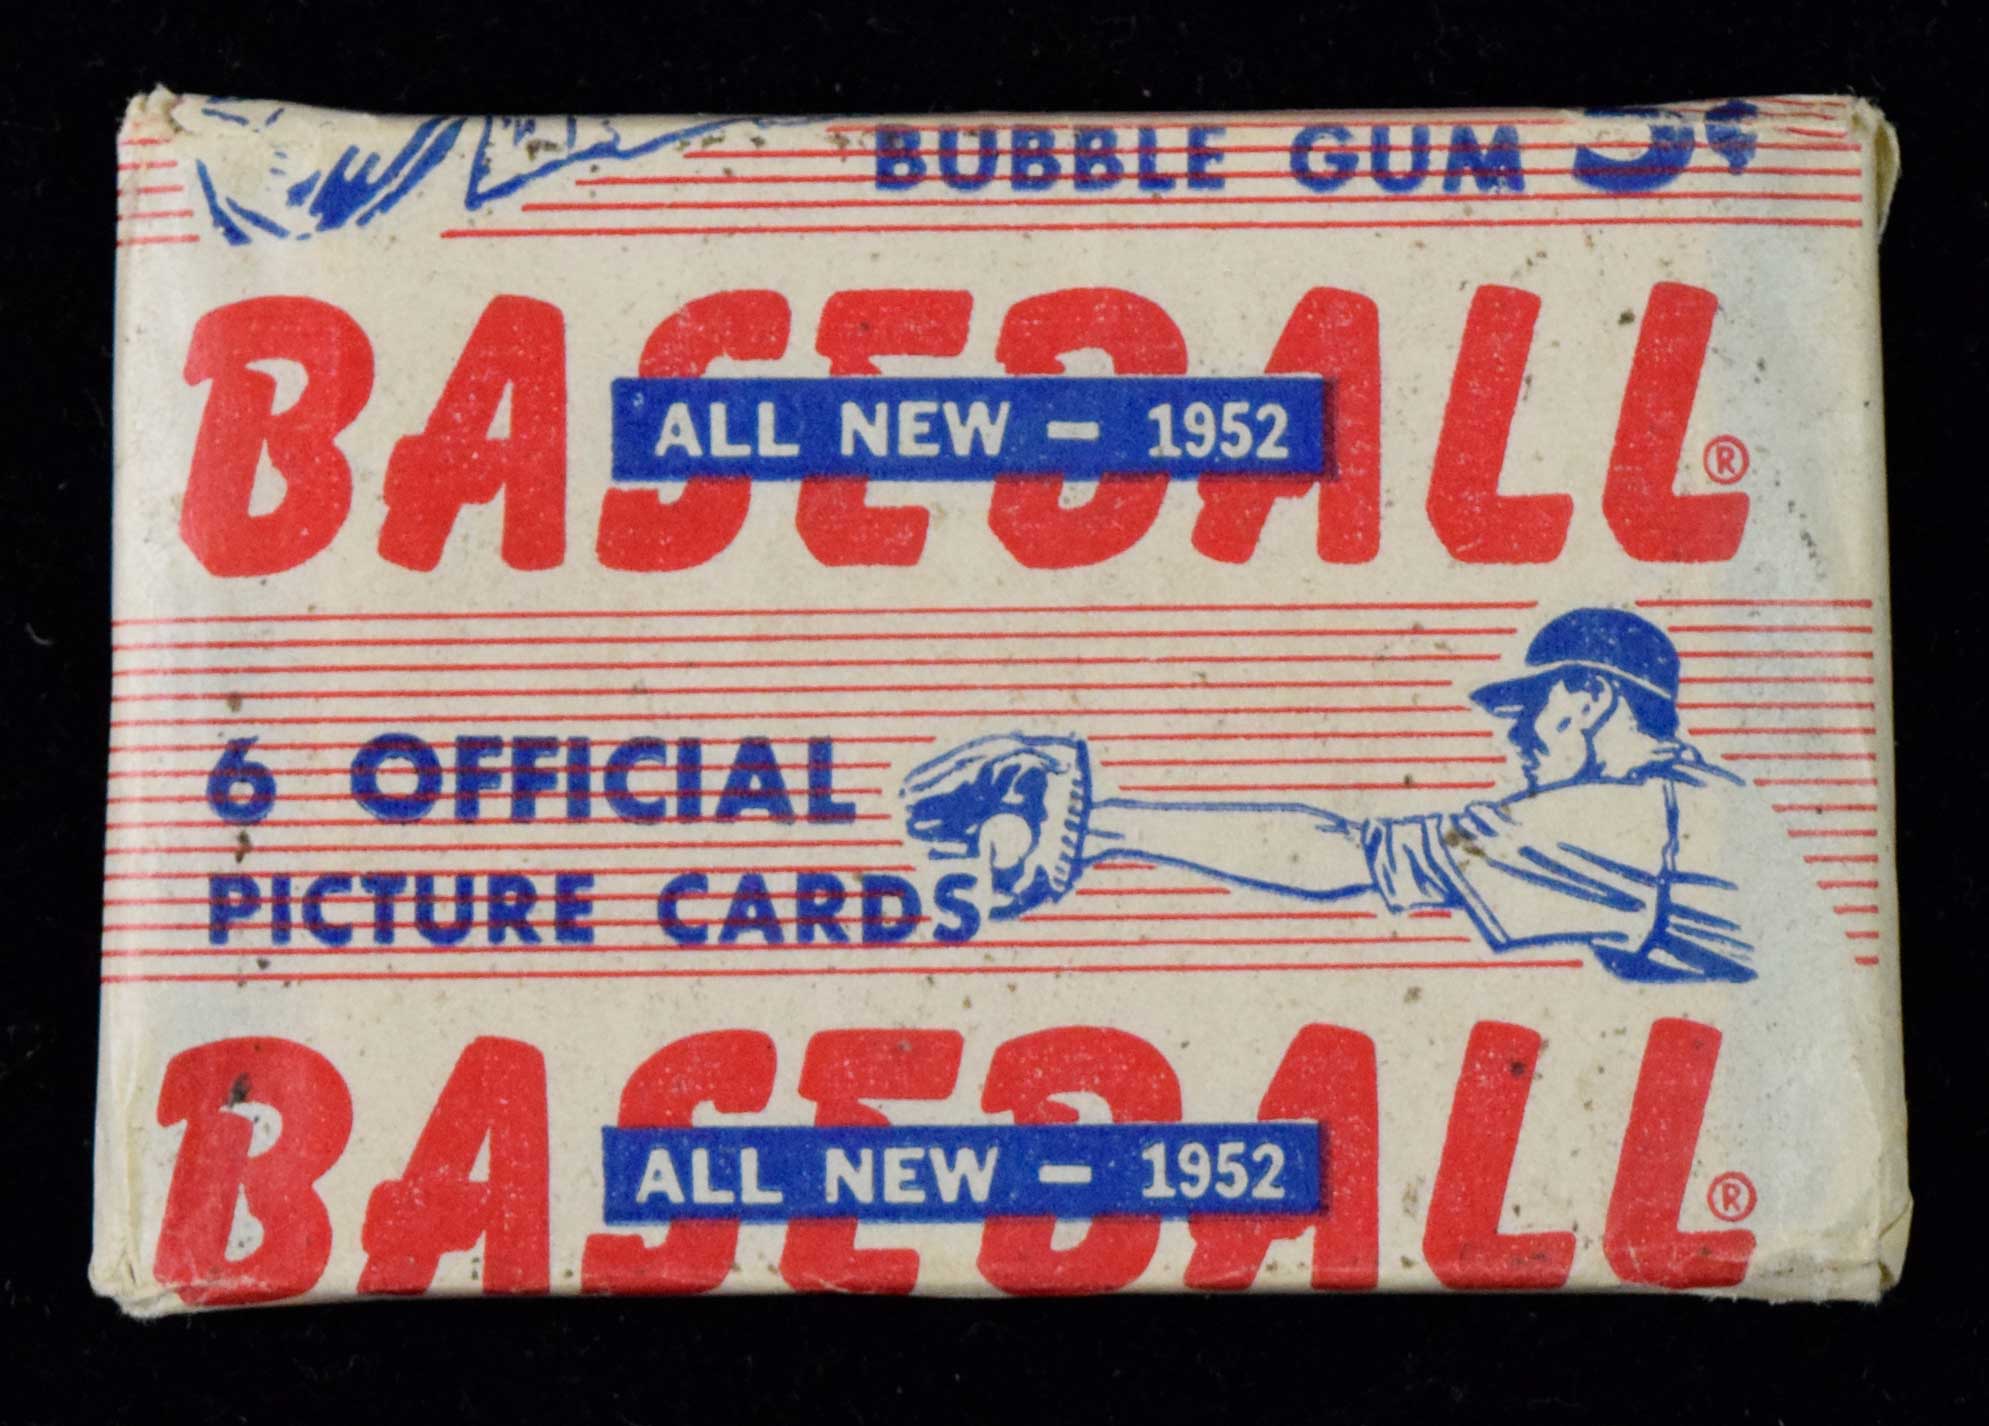 BUBBLE GUM 5¢
BASEBALL®
ALL NEW – 1952
6 OFFICIAL
PICTURE CARDS
BASEBALL®
ALL NEW – 1952